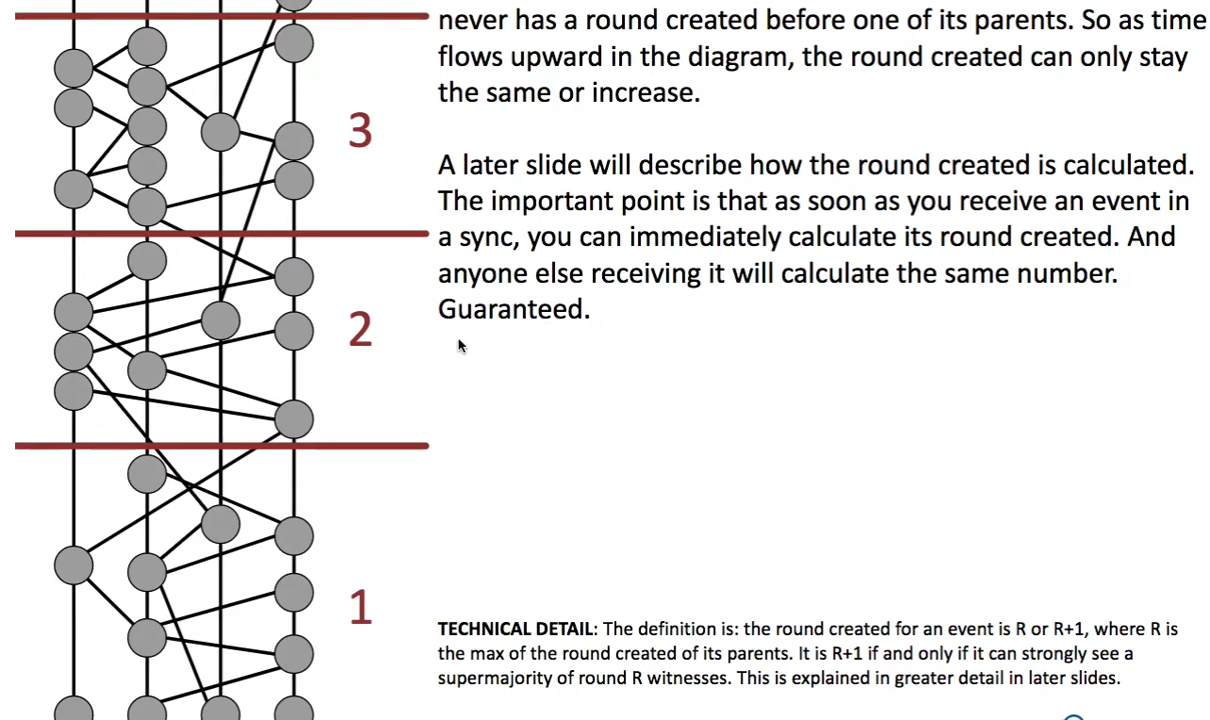 never has a round created before one of its parents. So as time
flows upward in the diagram, the round created can only stay
the same or increase.
3
A later slide will describe how the round created is calculated.
The important point is that as soon as you receive an event in
a sync, you can immediately calculate its round created. And
anyone else receiving it will calculate the same number.
Guaranteed.
2
1
TECHNICAL DETAIL: The definition is: the round created for an event is R or R+1, where R is
the max of the round created of its parents. It is R+1 if and only if it can strongly see a
supermajority of round R witnesses. This is explained in greater detail in later slides.